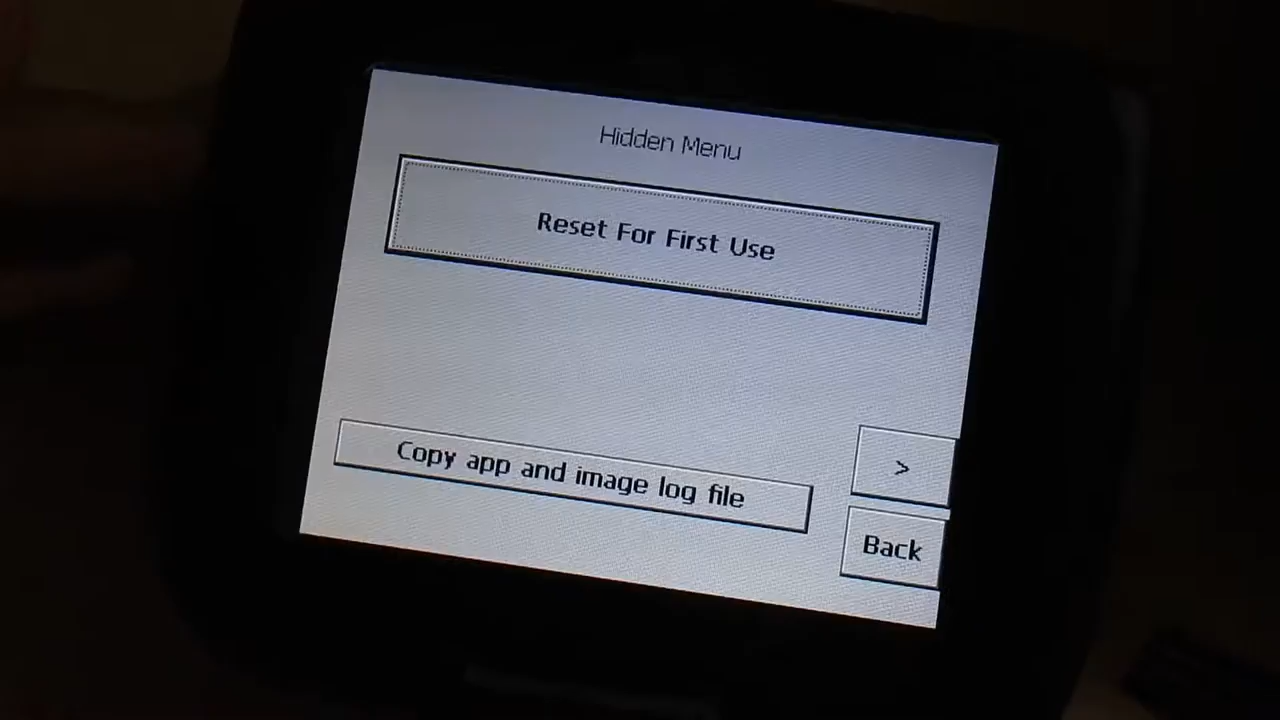 Hidden Menu
Reset For First Use
Copy app and image log file
>
Back